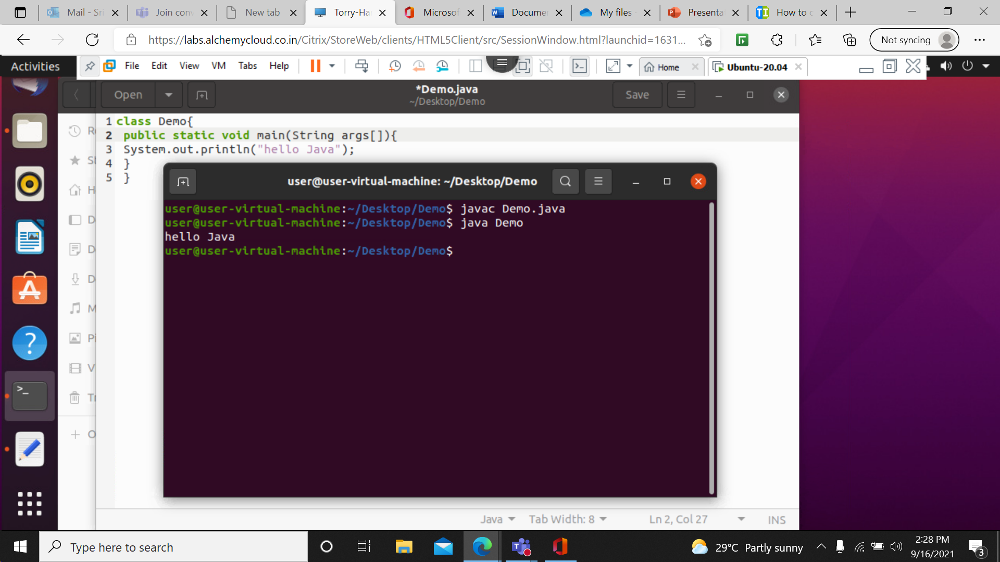 Mail - Sri
Join conv
New tab
Torry-Har
Microsof
Docume
My files -
Presenta
How to c
https://labs.alchemycloud.co.in/Citrix/StoreWeb/clients/HTML5Client/src/SessionWindow.html?launchid=1631...
Not syncing
Activities
File Edit View VM Tabs Help
Home
Ubuntu-20.04
Open
*Demo.java
~/Desktop/Demo
Save
1 class Demo{
2 public static void main(String args[]){
3 System.out.println("hello Java");
4 }
5 }
user@user-virtual-machine: ~/Desktop/Demo
user@user-virtual-machine:~/Desktop/Demo$ javac Demo.java
user@user-virtual-machine:~/Desktop/Demo$ java Demo
hello Java
user@user-virtual-machine:~/Desktop/Demo$
Java
Tab Width: 8
Ln 2, Col 27
INS
Type here to search
29°C Partly sunny
2:28 PM
9/16/2021
3